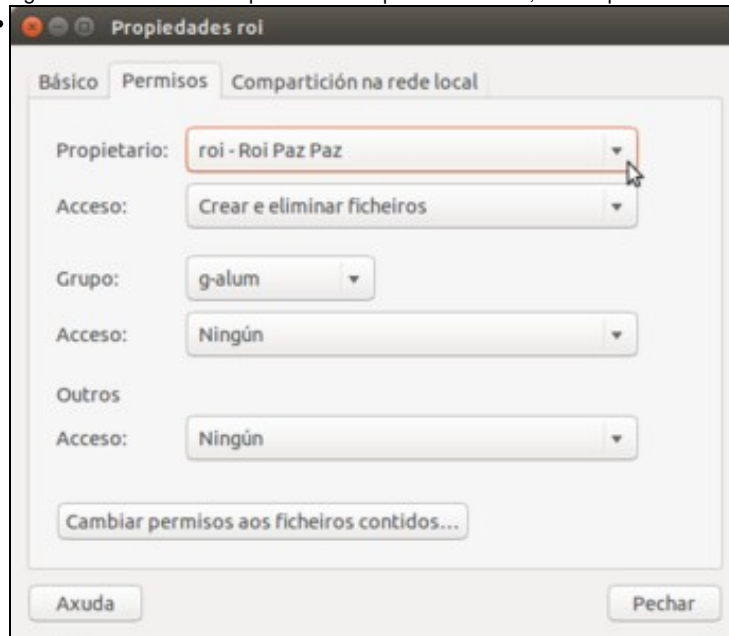 Propiedades roi
Básico Permisos Compartición na rede local
Propietario: roi - Roi Paz Paz
Acceso: Crear e eliminar ficheiros
Grupo: g-alum
Acceso: Ningún
Outros
Acceso: Ningún
Cambiar permisos aos ficheiros contidos...
Axuda Pechar